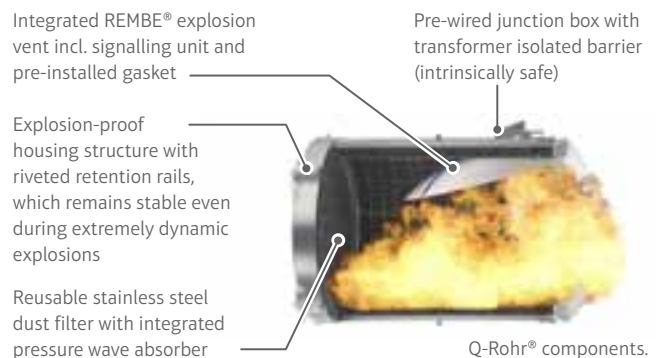 Integrated REMBE® explosion
vent incl. signalling unit and
pre-installed gasket
Pre-wired junction box with
transformer isolated barrier
(intrinsically safe)
Explosion-proof
housing structure with
riveted retention rails,
which remains stable even
during extremely dynamic
explosions
Reusable stainless steel
dust filter with integrated
pressure wave absorber
Q-Rohr® components.